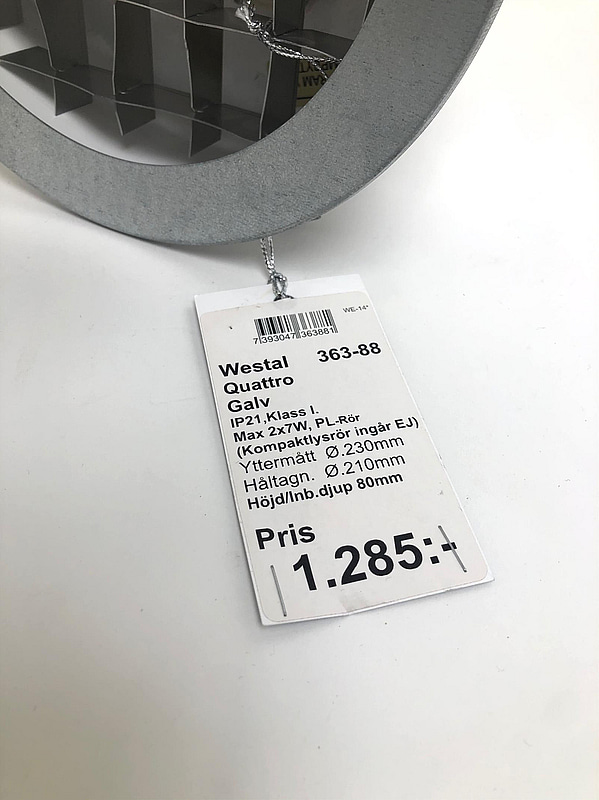 WE-14*
7 393047 363881
Westal 363-88
Quattro
Galv
IP21,Klass I.
Max 2x7W, PL-Rör
(Kompaktlysrör ingår EJ)
Yttermått Ø.230mm
Håltagn. Ø.210mm
Höjd/Inb.djup 80mm
Pris
1.285:-